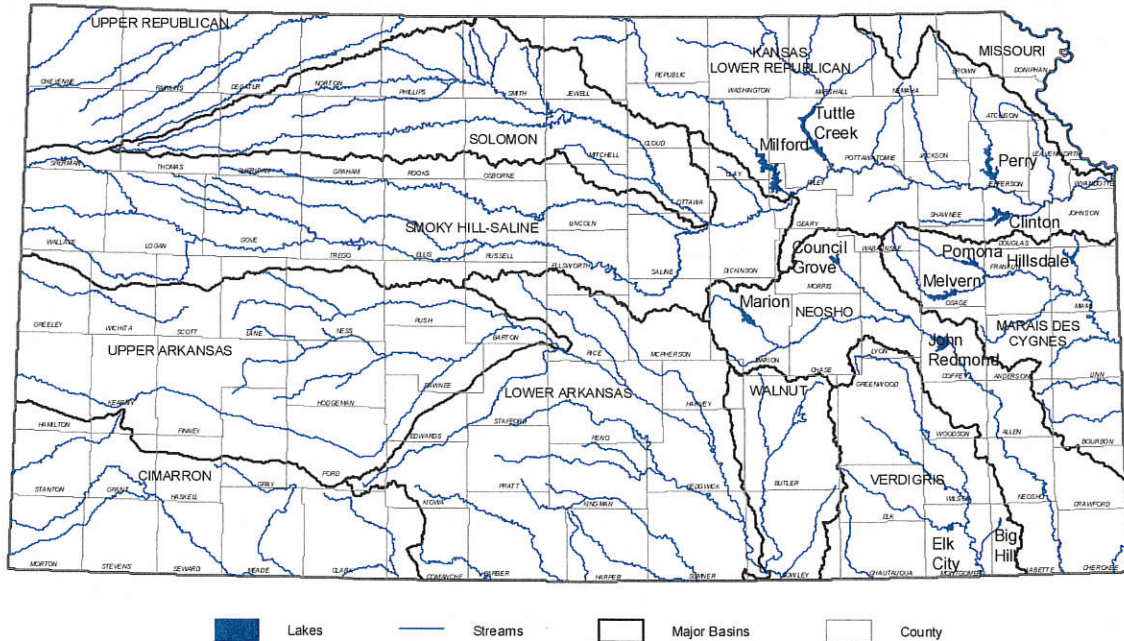 UPPER REPUBLICAN
KANSAS
LOWER REPUBLICAN
MISSOURI
CHEYENNE
RAWLINS
DECATUR
NORTON
PHILLIPS
SMITH
JEWELL
REPUBLIC
WASHINGTON
MARSHALL
NEMAHA
BROWN
DONIPHAN
ATCHISON
Tuttle
Creek
Milford
Perry
SOLOMON
MITCHELL
CLOUD
CLAY
RILEY
POTTAWATOMIE
JACKSON
JEFFERSON
LEAVENWORTH
WYANDOTTE
SHERMAN
THOMAS
SHERIDAN
GRAHAM
ROOKS
OSBORNE
OTTAWA
LINCOLN
SMOKY HILL-SALINE
GEARY
SHAWNEE
Clinton
JOHNSON
WALLACE
LOGAN
GOVE
TREGO
ELLIS
RUSSELL
ELLSWORTH
SALINE
DICKINSON
Council
Grove
WABAUNSEE
Pomona
DOUGLAS
Hillsdale
FRANKLIN
MORRIS
Melvern
OSAGE
MIAMI
Marion
NEOSHO
MARAIS DES
CYGNES
GREELEY
WICHITA
SCOTT
LANE
NESS
RUSH
BARTON
RICE
MCPHERSON
MARION
CHASE
LYON
John
Redmond
COFFEY
ANDERSON
LINN
UPPER ARKANSAS
PAWNEE
HODGEMAN
LOWER ARKANSAS
HARVEY
WALNUT
GREENWOOD
HAMILTON
KEARNY
FINNEY
EDWARDS
STAFFORD
RENO
WOODSON
ALLEN
BOURBON
CIMARRON
FORD
STANTON
GRANT
HASKELL
GRAY
KIOWA
PRATT
KINGMAN
SEDGWICK
BUTLER
VERDIGRIS
ELK
WILSON
NEOSHO
CRAWFORD
Elk
City
Big
Hill
MORTON
STEVENS
SEWARD
MEADE
CLARK
COMANCHE
BARBER
HARPER
SUMNER
COWLEY
CHAUTAUQUA
MONTGOMERY
LABETTE
CHEROKEE
Lakes
Streams
Major Basins
County